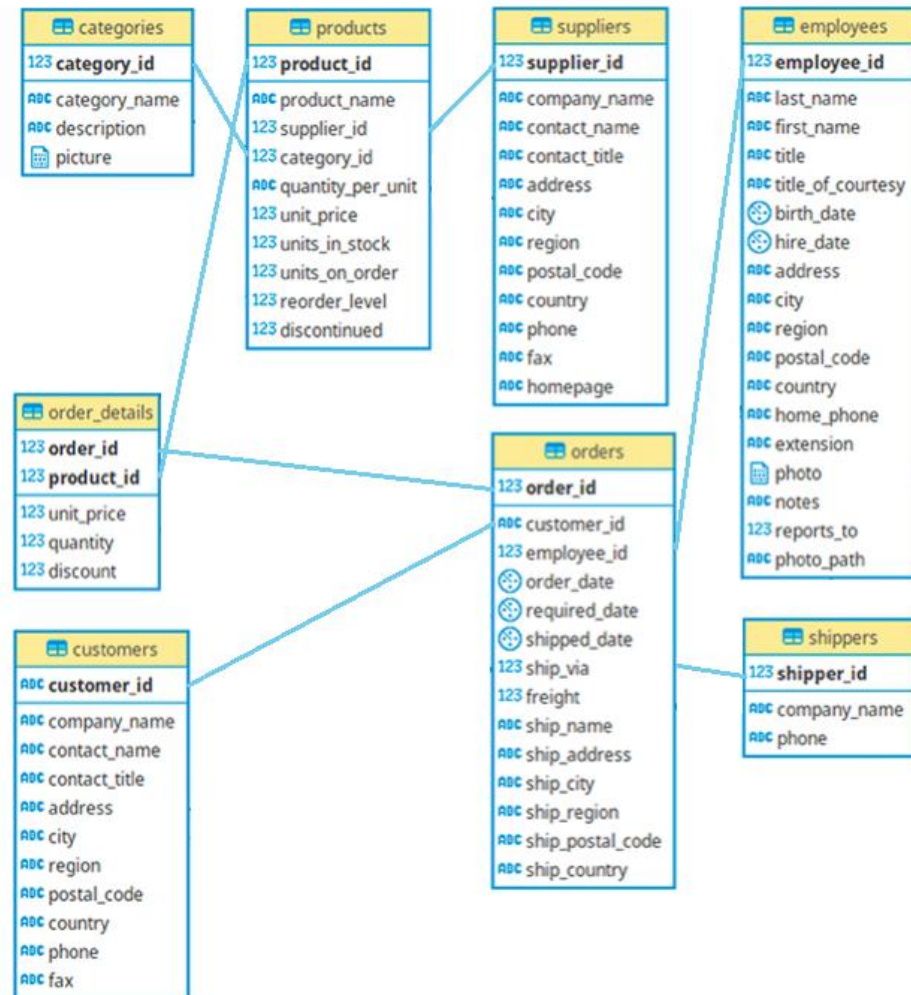 categories
123 category_id
ABC category_name
ABC description
picture
products
123 product_id
ABC product_name
123 supplier_id
123 category_id
ABC quantity_per_unit
123 unit_price
123 units_in_stock
123 units_on_order
123 reorder_level
123 discontinued
suppliers
123 supplier_id
ABC company_name
ABC contact_name
ABC contact_title
ABC address
ABC city
ABC region
ABC postal_code
ABC country
ABC phone
ABC fax
ABC homepage
employees
123 employee_id
ABC last_name
ABC first_name
ABC title
ABC title_of_courtesy
birth_date
hire_date
ABC address
ABC city
ABC region
ABC postal_code
ABC country
ABC home_phone
ABC extension
photo
ABC notes
123 reports_to
ABC photo_path
order_details
123 order_id
123 product_id
123 unit_price
123 quantity
123 discount
orders
123 order_id
ABC customer_id
123 employee_id
order_date
required_date
shipped_date
123 ship_via
123 freight
ABC ship_name
ABC ship_address
ABC ship_city
ABC ship_region
ABC ship_postal_code
ABC ship_country
customers
ABC customer_id
ABC company_name
ABC contact_name
ABC contact_title
ABC address
ABC city
ABC region
ABC postal_code
ABC country
ABC phone
ABC fax
shippers
123 shipper_id
ABC company_name
ABC phone